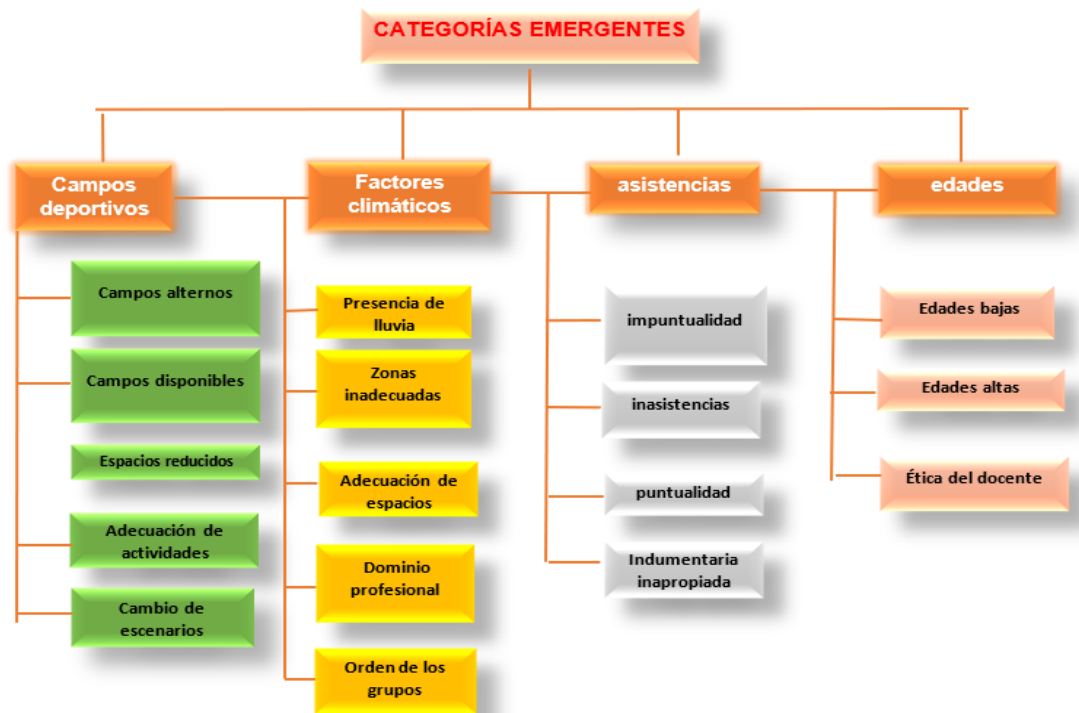 CATEGORÍAS EMERGENTES
Campos
deportivos
Campos alternos
Campos disponibles
Espacios reducidos
Adecuación de
actividades
Cambio de
escenarios
Factores
climáticos
Presencia de
lluvia
Zonas
inadecuadas
Adecuación de
espacios
Dominio
profesional
Orden de los
grupos
asistencias
impuntualidad
inasistencias
puntualidad
Indumentaria
inapropiada
edades
Edades bajas
Edades altas
Ética del docente